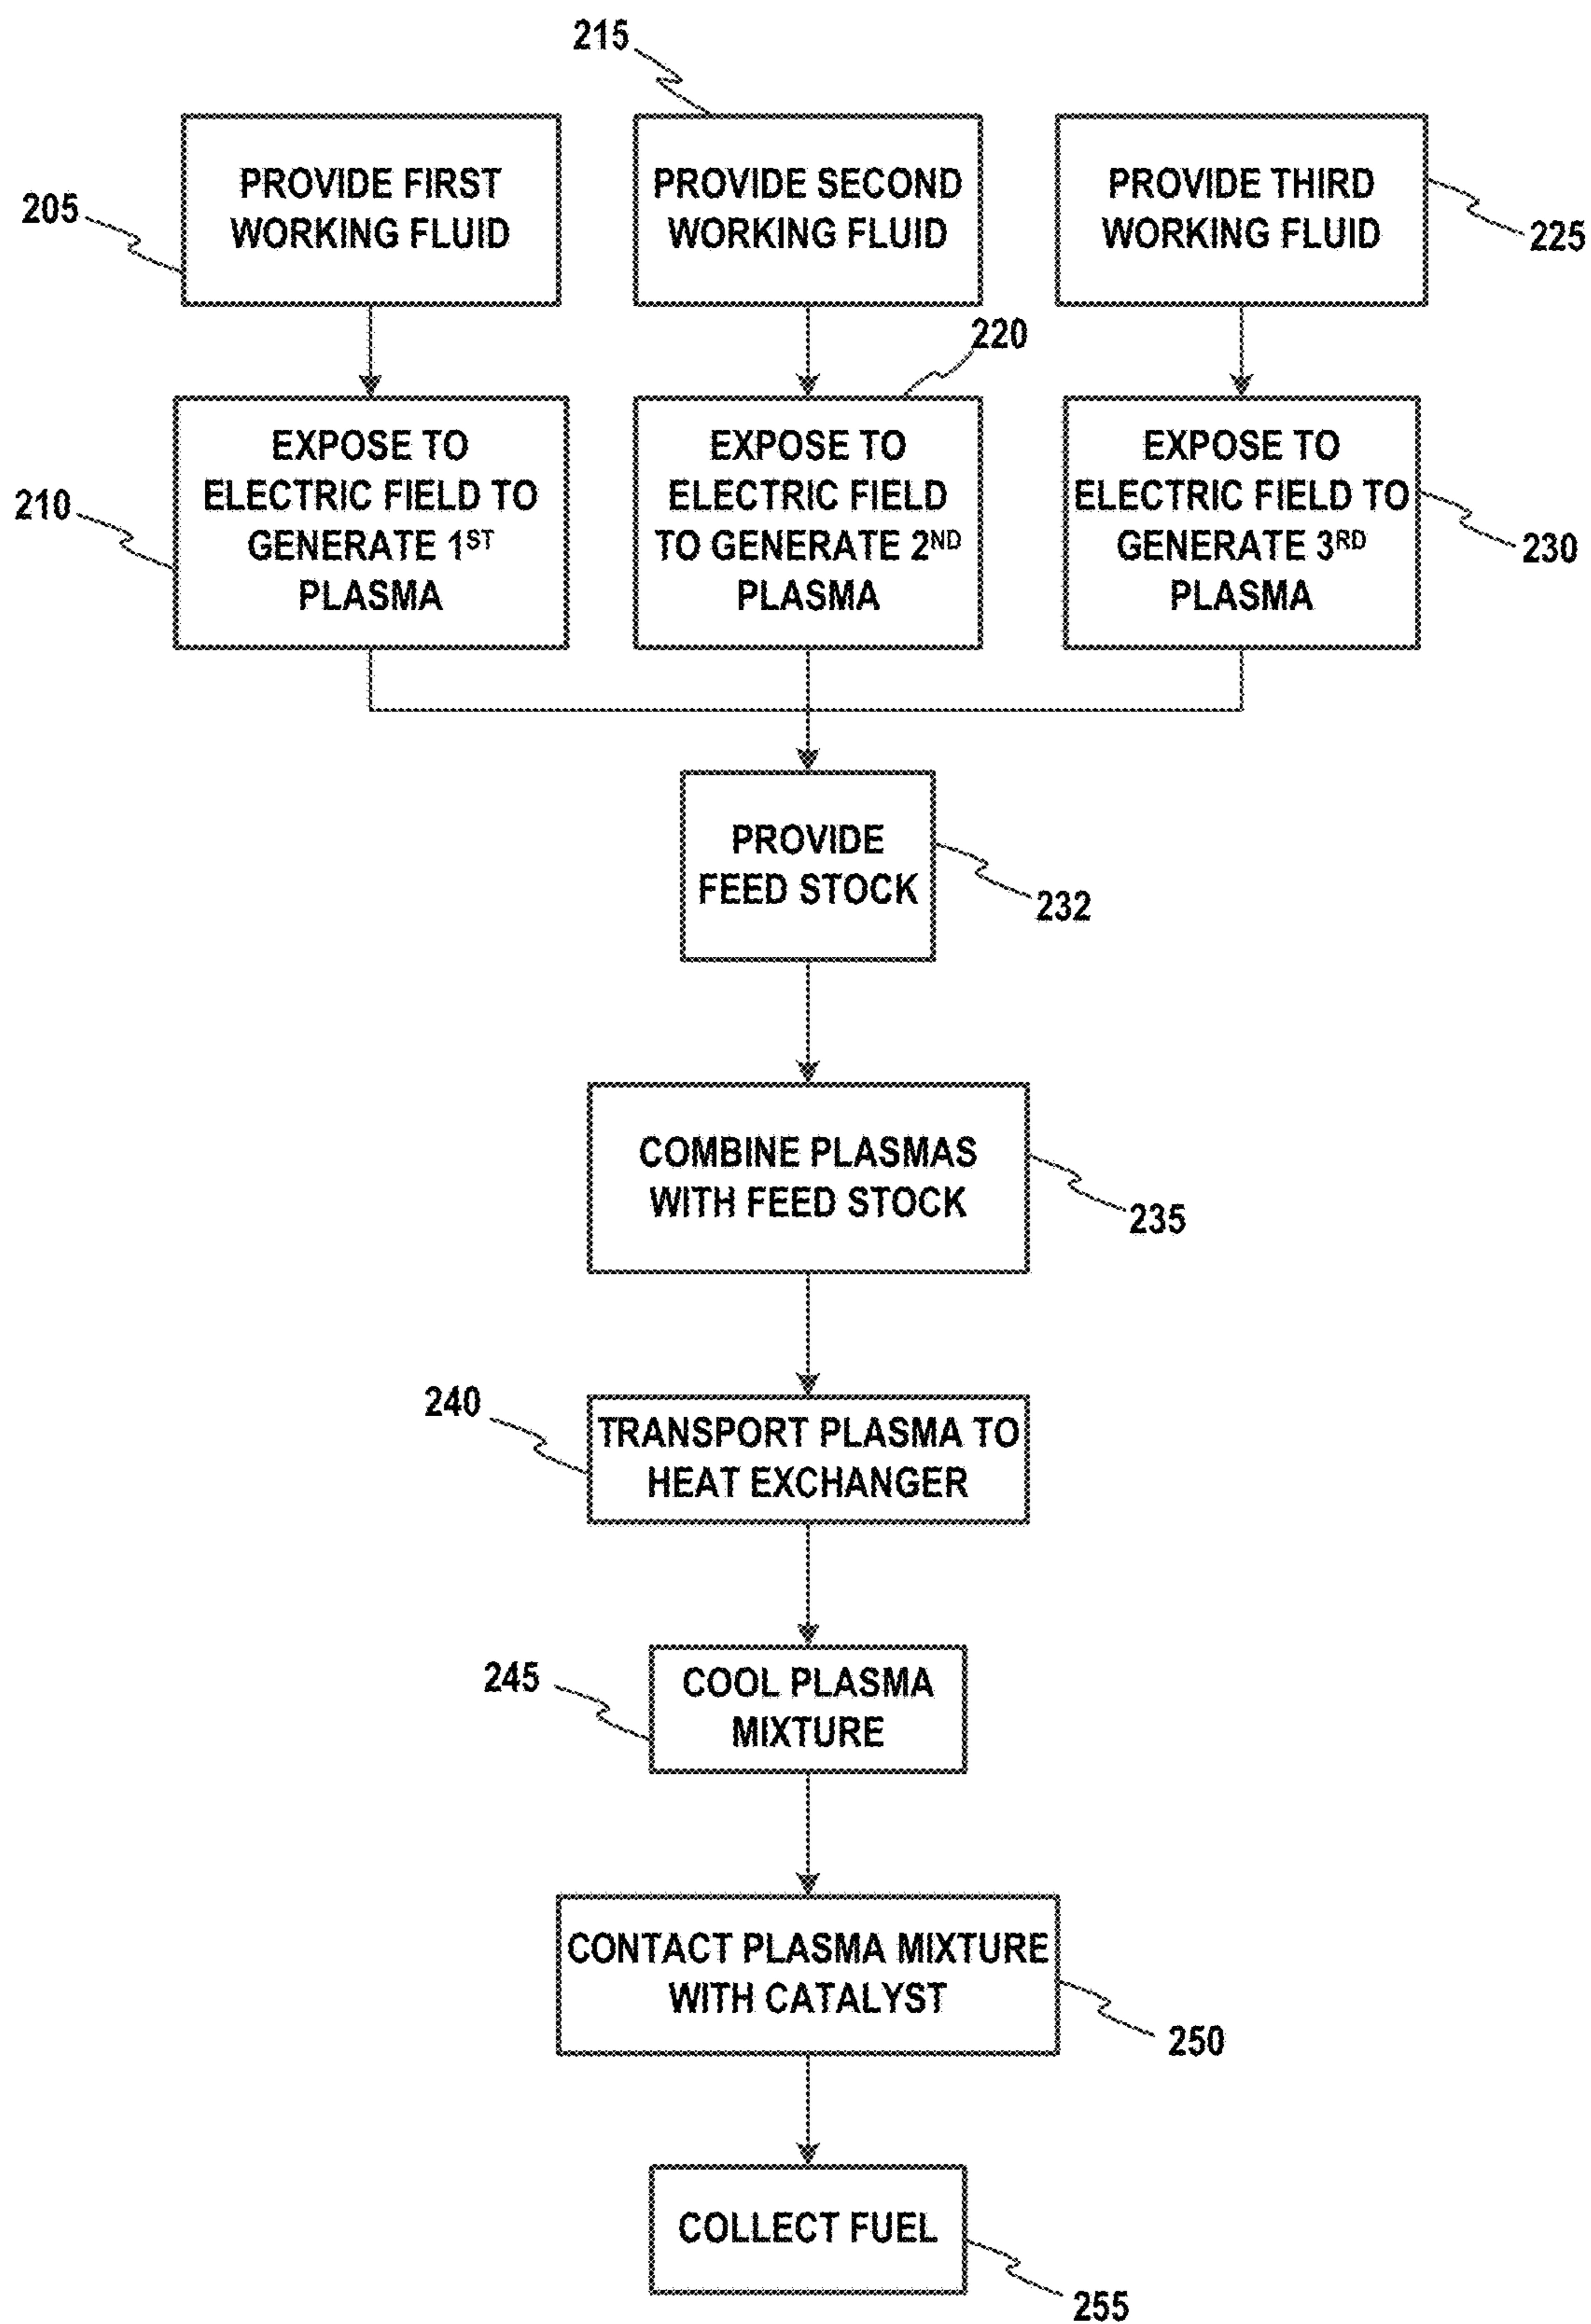 215
PROVIDE FIRST
WORKING FLUID
PROVIDE SECOND
WORKING FLUID
PROVIDE THIRD
WORKING FLUID
205
225
220
EXPOSE TO
ELECTRIC FIELD TO
GENERATE 1ST
PLASMA
EXPOSE TO
ELECTRIC FIELD
TO GENERATE 2ND
PLASMA
EXPOSE TO
ELECTRIC FIELD TO
GENERATE 3RD
PLASMA
210
230
PROVIDE
FEED STOCK
232
COMBINE PLASMAS
WITH FEED STOCK
235
240
TRANSPORT PLASMA TO
HEAT EXCHANGER
245
COOL PLASMA
MIXTURE
CONTACT PLASMA MIXTURE
WITH CATALYST
250
COLLECT FUEL
255